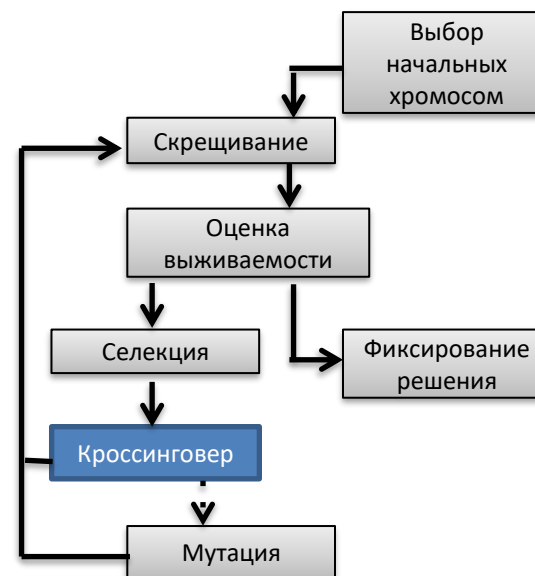 Выбор
начальных
хромосом
Скрещивание
Оценка
выживаемости
Селекция
Фиксирование
решения
Кроссинговер
Мутация